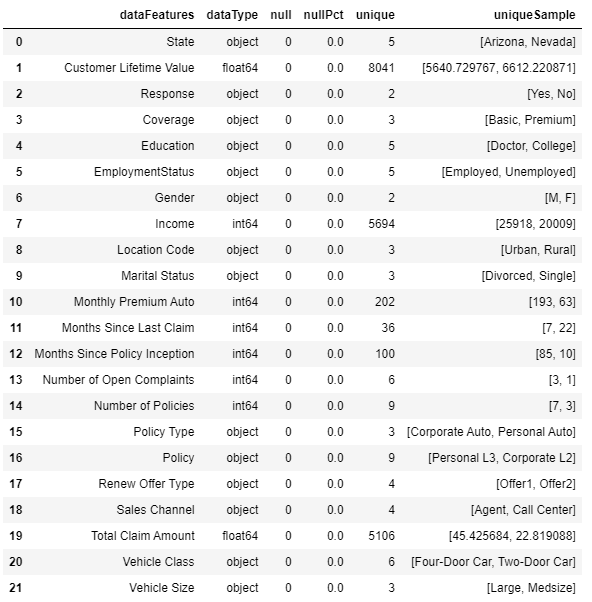 dataFeatures dataType null nullPct unique uniqueSample
0 State object 0 0.0 5 [Arizona, Nevada]
1 Customer Lifetime Value float64 0 0.0 8041 [5640.729767, 6612.220871]
2 Response object 0 0.0 2 [Yes, No]
3 Coverage object 0 0.0 3 [Basic, Premium]
4 Education object 0 0.0 5 [Doctor, College]
5 EmploymentStatus object 0 0.0 5 [Employed, Unemployed]
6 Gender object 0 0.0 2 [M, F]
7 Income int64 0 0.0 5694 [25918, 20009]
8 Location Code object 0 0.0 3 [Urban, Rural]
9 Marital Status object 0 0.0 3 [Divorced, Single]
10 Monthly Premium Auto int64 0 0.0 202 [193, 63]
11 Months Since Last Claim int64 0 0.0 36 [7, 22]
12 Months Since Policy Inception int64 0 0.0 100 [85, 10]
13 Number of Open Complaints int64 0 0.0 6 [3, 1]
14 Number of Policies int64 0 0.0 9 [7, 3]
15 Policy Type object 0 0.0 3 [Corporate Auto, Personal Auto]
16 Policy object 0 0.0 9 [Personal L3, Corporate L2]
17 Renew Offer Type object 0 0.0 4 [Offer1, Offer2]
18 Sales Channel object 0 0.0 4 [Agent, Call Center]
19 Total Claim Amount float64 0 0.0 5106 [45.425684, 22.819088]
20 Vehicle Class object 0 0.0 6 [Four-Door Car, Two-Door Car]
21 Vehicle Size object 0 0.0 3 [Large, Medsize]